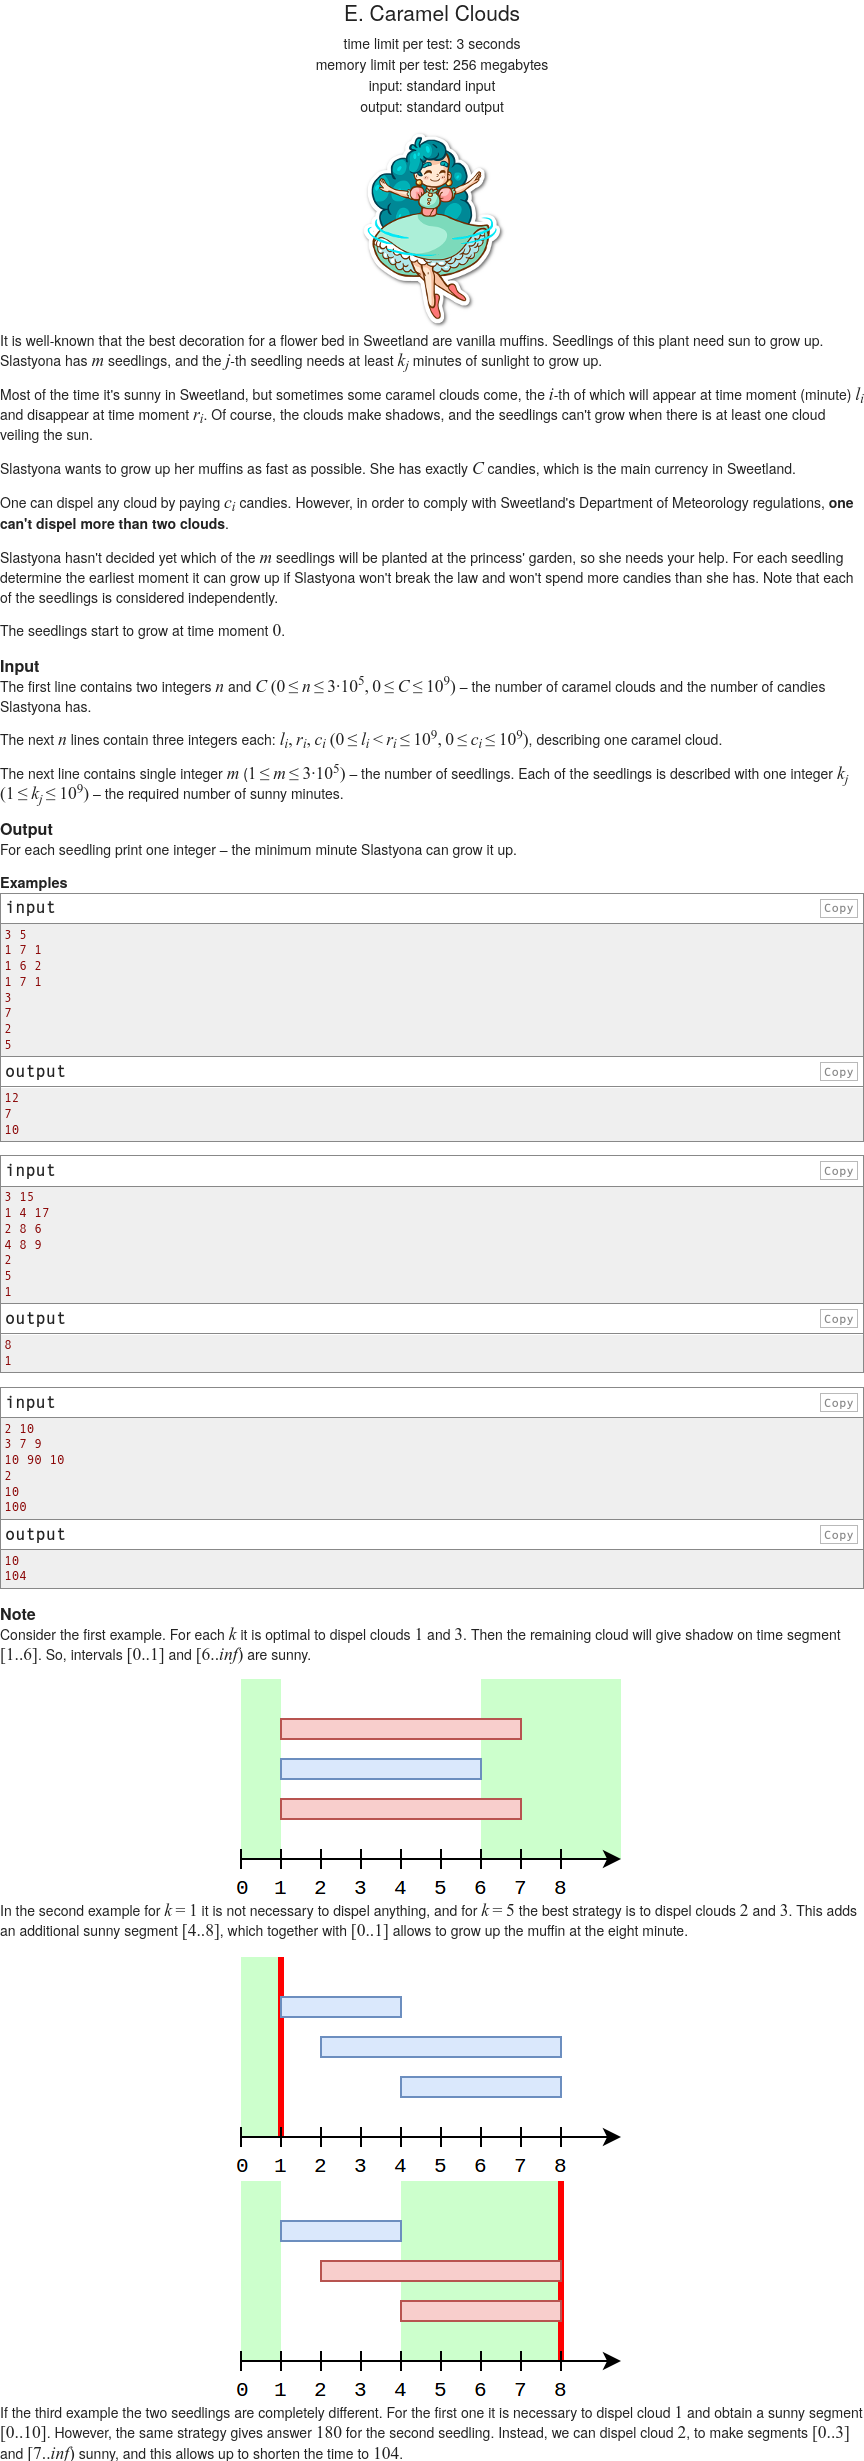 E. Caramel Clouds
time limit per test: 3 seconds
memory limit per test: 256 megabytes
input: standard input
output: standard output
It is well-known that the best decoration for a flower bed in Sweetland are vanilla muffins. Seedlings of this plant need sun to grow up.
Slastyona has m seedlings, and the j-th seedling needs at least k_j minutes of sunlight to grow up.
Most of the time it's sunny in Sweetland, but sometimes some caramel clouds come, the i-th of which will appear at time moment (minute) l_i
and disappear at time moment r_i. Of course, the clouds make shadows, and the seedlings can't grow when there is at least one cloud
veiling the sun.
Slastyona wants to grow up her muffins as fast as possible. She has exactly C candies, which is the main currency in Sweetland.
One can dispel any cloud by paying c_i candies. However, in order to comply with Sweetland's Department of Meteorology regulations, one
can't dispel more than two clouds.
Slastyona hasn't decided yet which of the m seedlings will be planted at the princess' garden, so she needs your help. For each seedling
determine the earliest moment it can grow up if Slastyona won't break the law and won't spend more candies than she has. Note that each
of the seedlings is considered independently.
The seedlings start to grow at time moment 0.
Input
The first line contains two integers n and C (0 ≤ n ≤ 3·10^5, 0 ≤ C ≤ 10^9) – the number of caramel clouds and the number of candies
Slastyona has.
The next n lines contain three integers each: l_i, r_i, c_i (0 ≤ l_i < r_i ≤ 10^9, 0 ≤ c_i ≤ 10^9), describing one caramel cloud.
The next line contains single integer m (1 ≤ m ≤ 3·10^5) – the number of seedlings. Each of the seedlings is described with one integer k_j
(1 ≤ k_j ≤ 10^9) – the required number of sunny minutes.
Output
For each seedling print one integer – the minimum minute Slastyona can grow it up.
Examples
input Copy
3 5
1 7 1
1 6 2
1 7 1
3
7
2
5
output Copy
12
7
10
input Copy
3 15
1 4 17
2 8 6
4 8 9
2
5
1
output Copy
8
1
input Copy
2 10
3 7 9
10 90 10
2
10
100
output Copy
10
104
Note
Consider the first example. For each k it is optimal to dispel clouds 1 and 3. Then the remaining cloud will give shadow on time segment
[1..6]. So, intervals [0..1] and [6..inf) are sunny.
0 1 2 3 4 5 6 7 8
In the second example for k = 1 it is not necessary to dispel anything, and for k = 5 the best strategy is to dispel clouds 2 and 3. This adds
an additional sunny segment [4..8], which together with [0..1] allows to grow up the muffin at the eight minute.
0 1 2 3 4 5 6 7 8
0 1 2 3 4 5 6 7 8
If the third example the two seedlings are completely different. For the first one it is necessary to dispel cloud 1 and obtain a sunny segment
[0..10]. However, the same strategy gives answer 180 for the second seedling. Instead, we can dispel cloud 2, to make segments [0..3]
and [7..inf) sunny, and this allows up to shorten the time to 104.